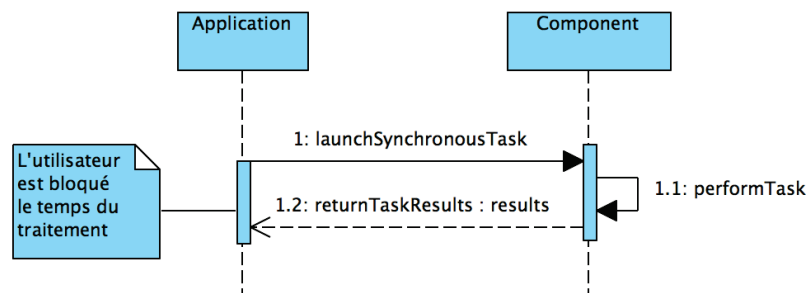 Application
Component
1: launchSynchronousTask
L'utilisateur
est bloqué
le temps du
traitement
1.1: performTask
1.2: returnTaskResults : results